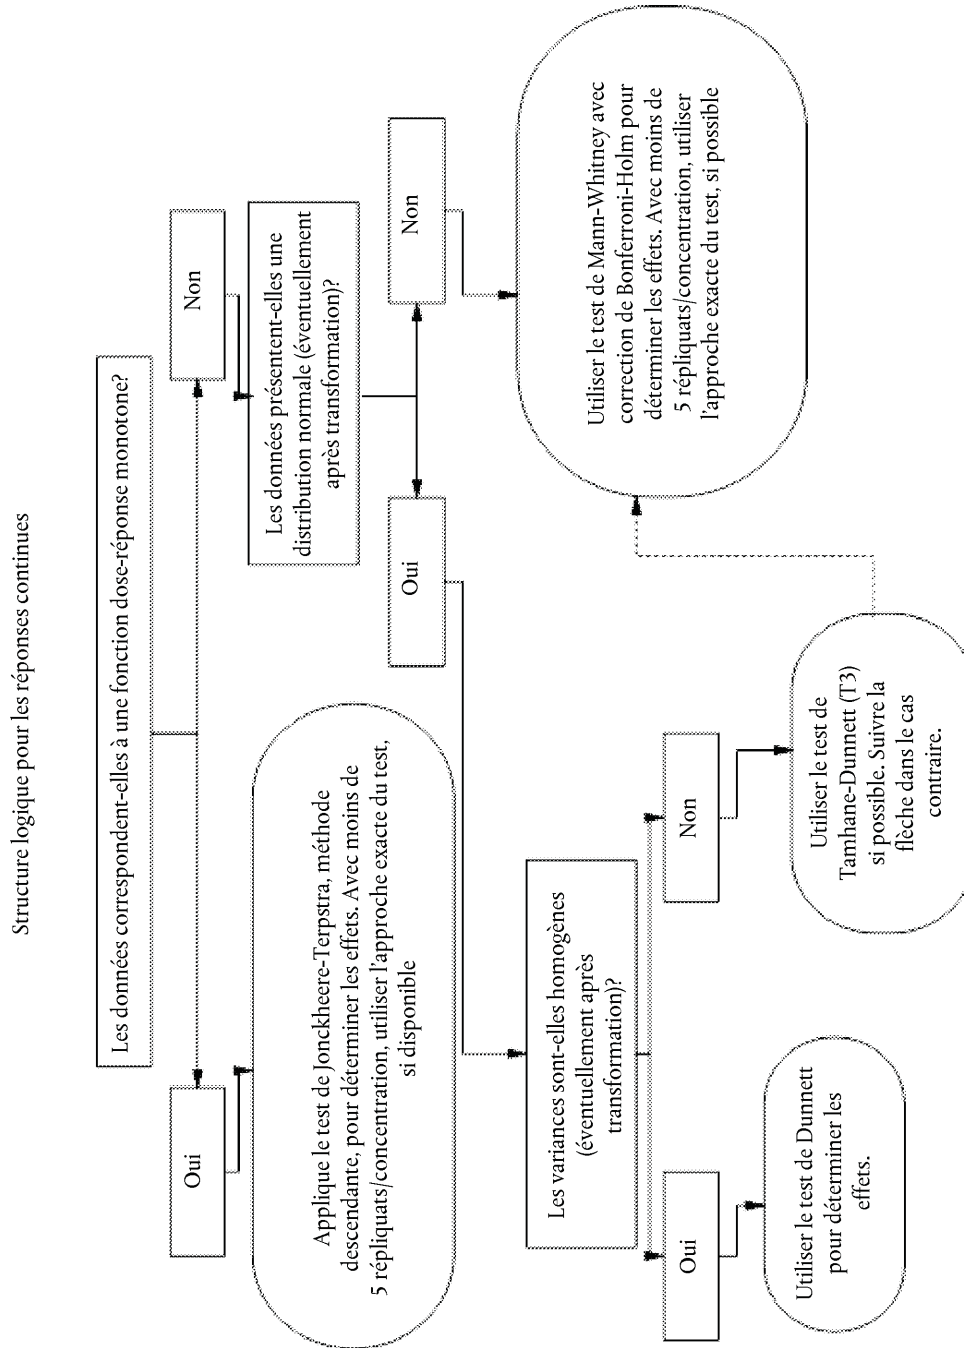 Structure logique pour les réponses continues
Les données correspondent-elles à une fonction dose-réponse monotone?
Oui
Non
Applique le test de Jonckheere-Terpstra, méthode
descendante, pour déterminer les effets. Avec moins de
5 répliquats/concentration, utiliser l'approche exacte du test,
si disponible
Les données présentent-elles une
distribution normale (éventuellement
après transformation)?
Oui
Non
Les variances sont-elles homogènes
(éventuellement après
transformation)?
Utiliser le test de Mann-Whitney avec
correction de Bonferroni-Holm pour
déterminer les effets. Avec moins de
5 répliquats/concentration, utiliser
l'approche exacte du test, si possible
Oui
Non
Utiliser le test de Dunnett
pour déterminer les
effets.
Utiliser le test de
Tamhane-Dunnett (T3)
si possible. Suivre la
flèche dans le cas
contraire.